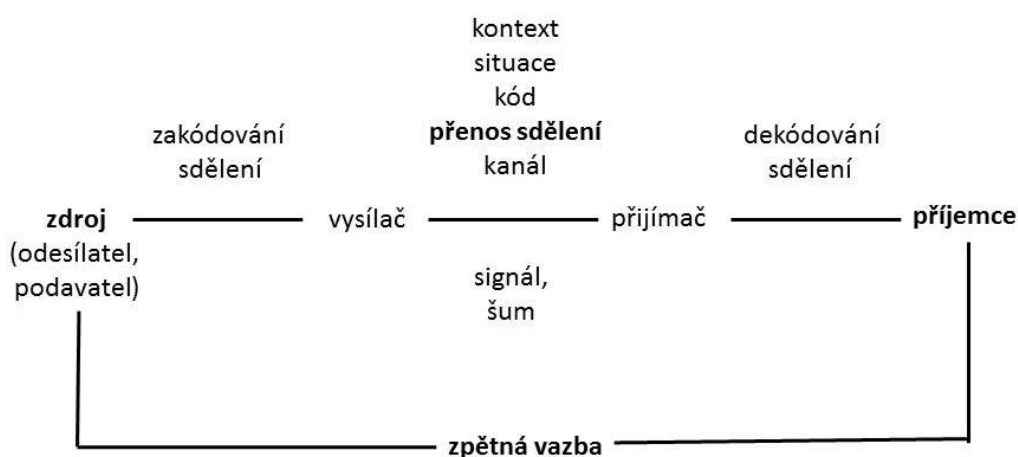 kontext
situace
kód
přenos sdělení
kanál
zakódování
sdělení
dekódování
sdělení
zdroj
(odesílatel,
podavatel)
vysílač
přijímač
příjemce
signál,
šum
zpětná vazba